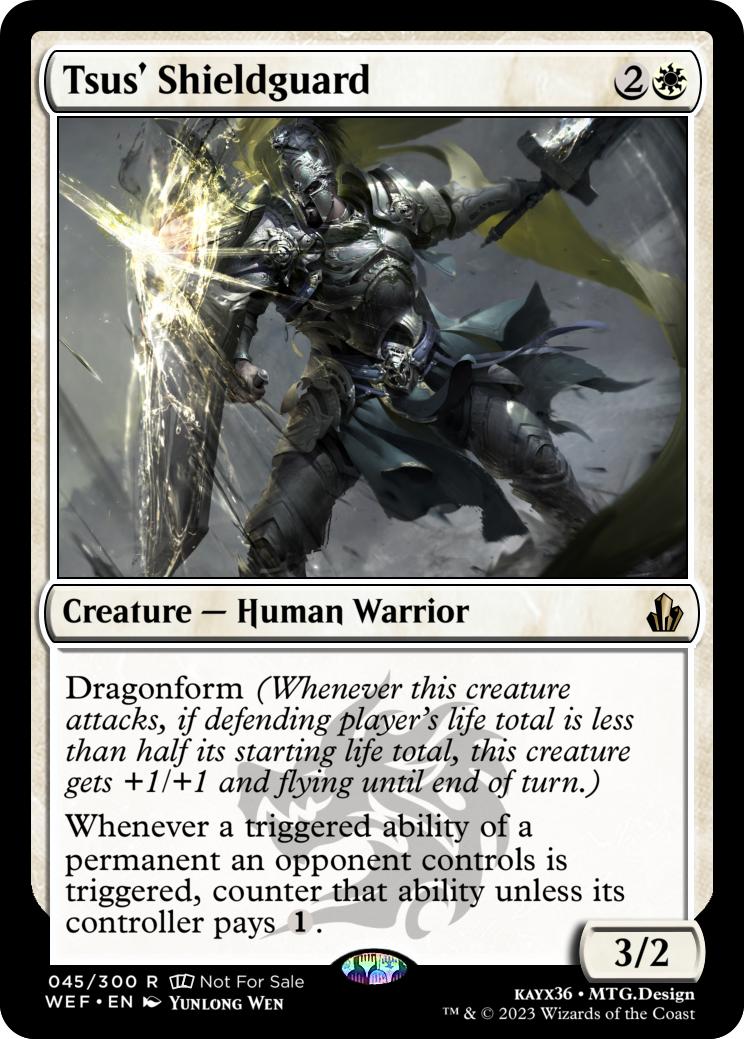 Tsus' Shieldguard 2
Creature — Human Warrior
Dragonform (Whenever this creature
attacks, if defending player's life total is less
than half its starting life total, this creature
gets +1/+1 and flying until end of turn.)
Whenever a triggered ability of a
permanent an opponent controls is
triggered, counter that ability unless its
controller pays 1.
3/2
045/300 R Not For Sale
WEF • EN Yunlong Wen
kayx36 • MTG.Design
™ & © 2023 Wizards of the Coast